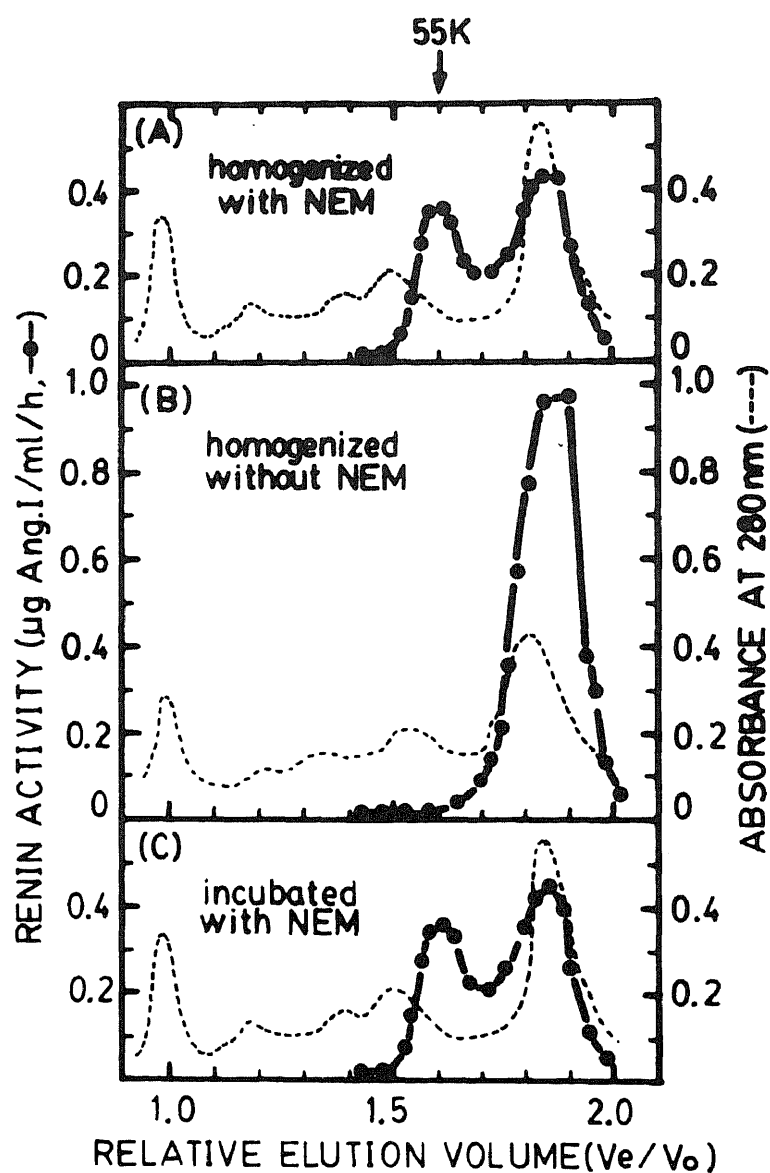 55K
(A)
homogenized
with NEM
0.4
0.2
0
0.4
0.2
0
(B)
homogenized
without NEM
1.0
0.8
0.6
0.4
0.2
0
1.0
0.8
0.6
0.4
0.2
0
(C)
incubated
with NEM
0.4
0.2
0.4
0.2
1.0
1.5
2.0
RELATIVE ELUTION VOLUME(Ve/Vo)
RENIN ACTIVITY (µg Ang.I/ml/h, -●-)
ABSORBANCE AT 280nm (----)